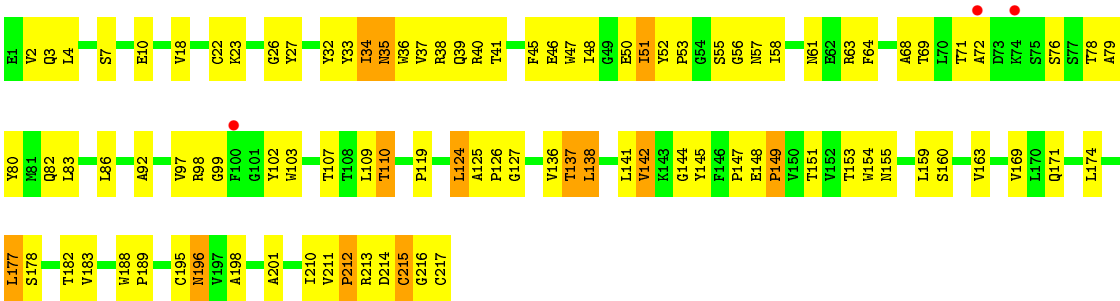 E1 V2 Q3 L4 S7 E10 V18 C22 K23 G26 Y27 Y32 Y33 I34 N35 W36 V37 R38 Q39 R40 T41 F45 E46 W47 I48 G49 E50 I51 Y52 P53 G54 S55 G56 N57 I58 N61 E62 R63 F64 A68 T69 L70 T71 A72 D73 K74 S75 S76 S77 T78 A79
Y80 M81 Q82 L83 L86 A92 V97 R98 G99 F100 G101 Y102 W103 T107 T108 L109 T110 P119 L124 A125 P126 G127 V136 T137 L138 L141 V142 K143 G144 Y145 F146 P147 E148 P149 V150 T151 V152 T153 W154 N155 L159 S160 V163 V169 L170 Q171 L174
L177 S178 T182 V183 W188 P189 C195 N196 V197 A198 A201 I210 V211 P212 R213 D214 C215 G216 C217